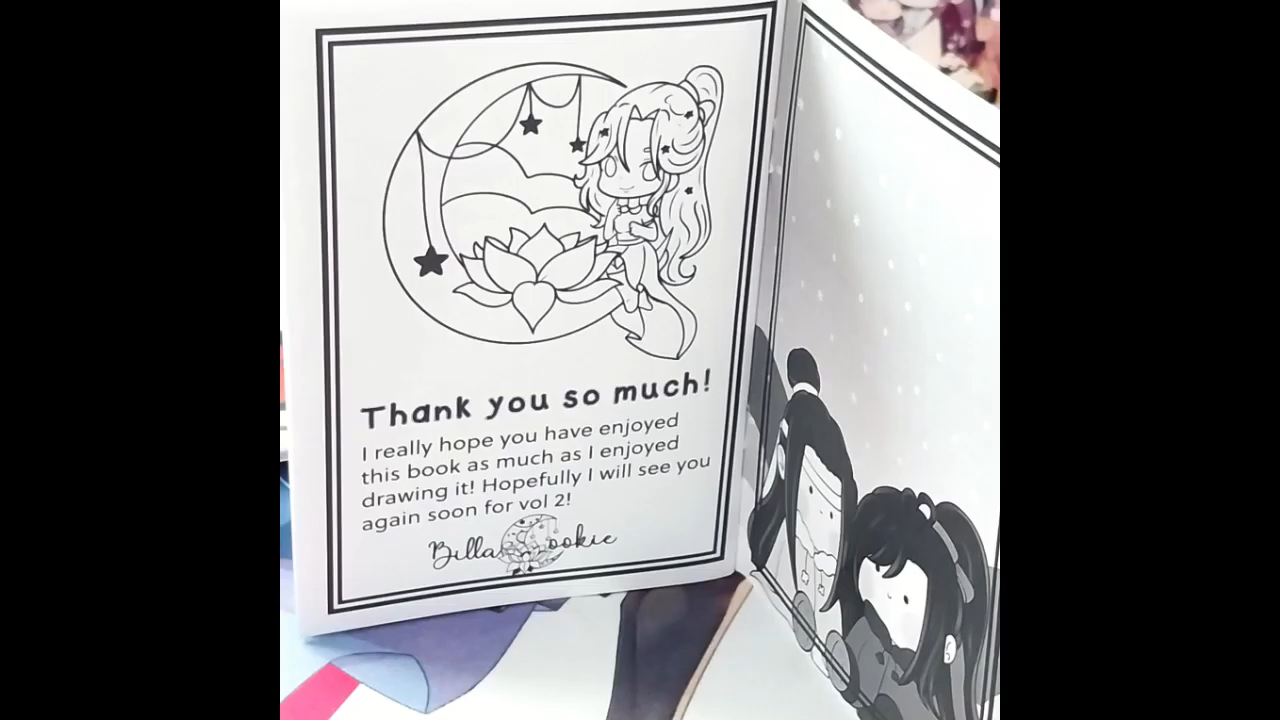 Thank you so much!
I really hope you have enjoyed
this book as much as I enjoyed
drawing it! Hopefully I will see you
again soon for vol 2!